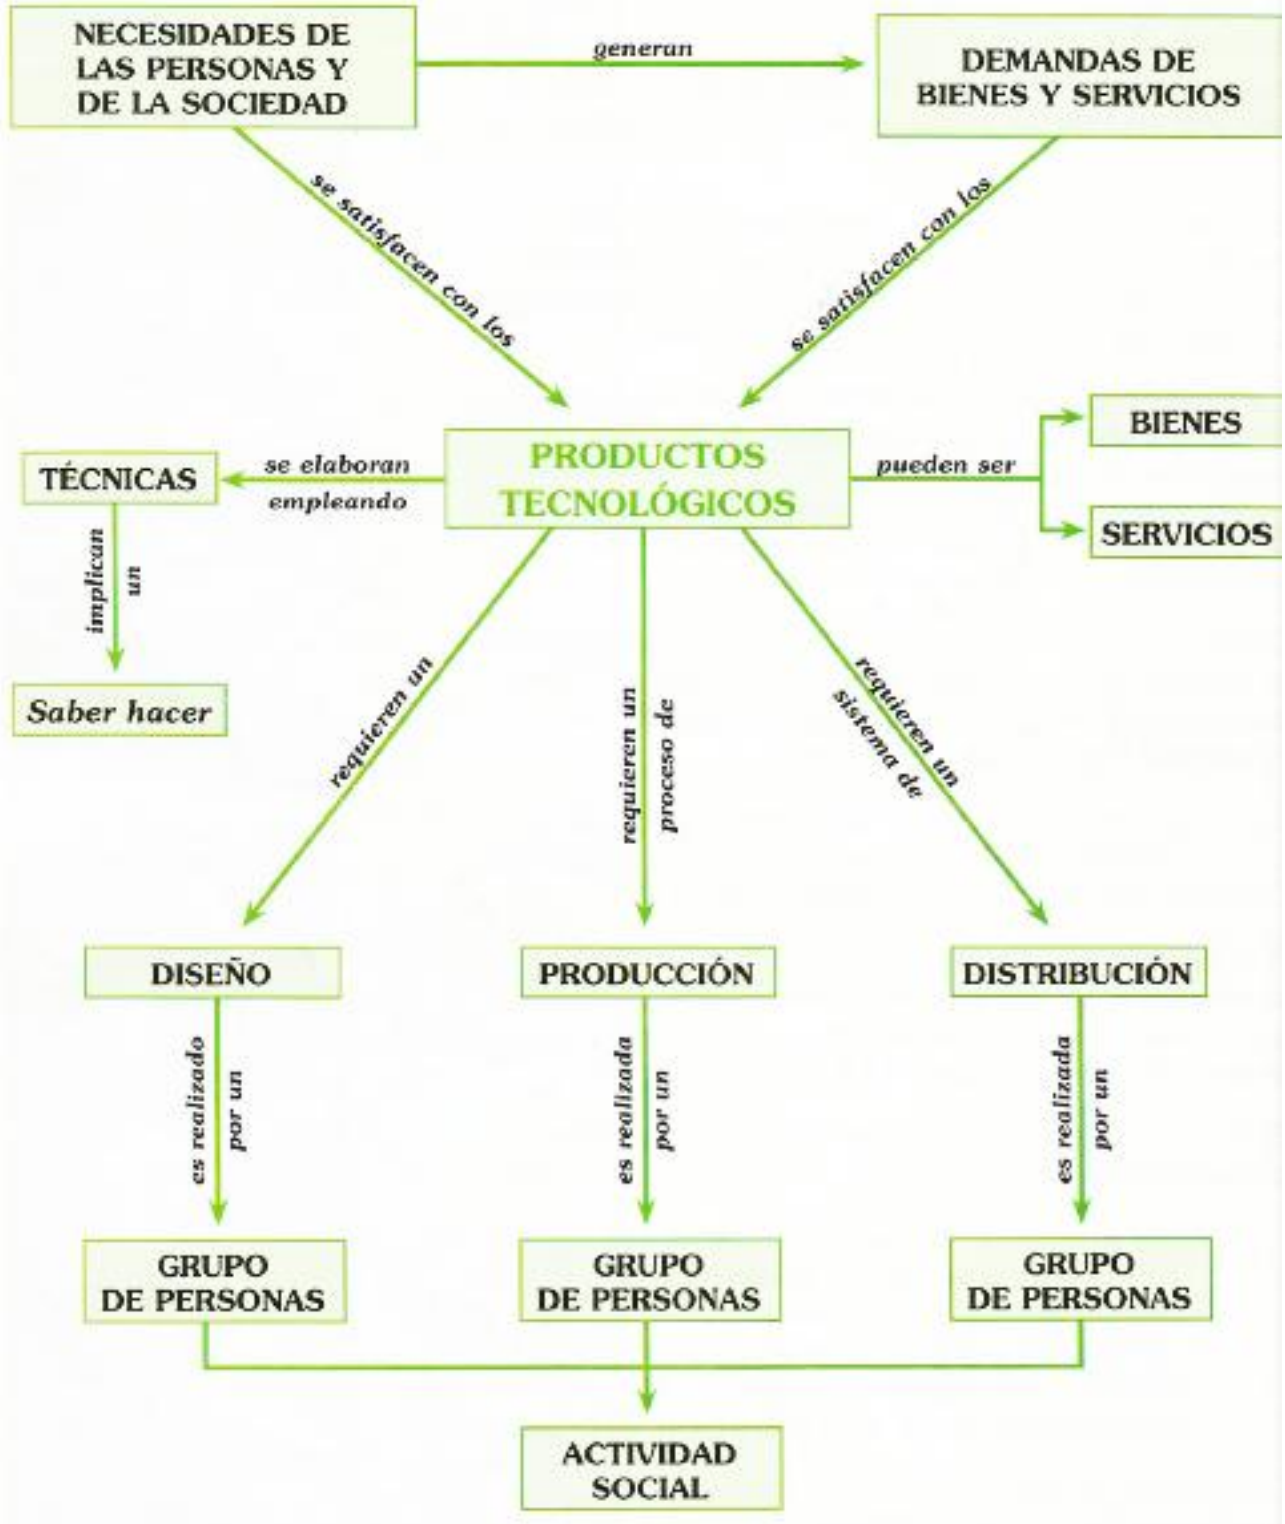 NECESIDADES DE
LAS PERSONAS Y
DE LA SOCIEDAD
generan
DEMANDAS DE
BIENES Y SERVICIOS
se satisfacen con los
se satisfacen con los
PRODUCTOS
TECNOLÓGICOS
se elaboran
empleando
TÉCNICAS
implican
un
Saber hacer
pueden ser
BIENES
SERVICIOS
requieren un
requieren un
proceso de
requieren un
sistema de
DISEÑO
PRODUCCIÓN
DISTRIBUCIÓN
es realizado
por un
es realizada
por un
es realizada
por un
GRUPO
DE PERSONAS
GRUPO
DE PERSONAS
GRUPO
DE PERSONAS
ACTIVIDAD
SOCIAL